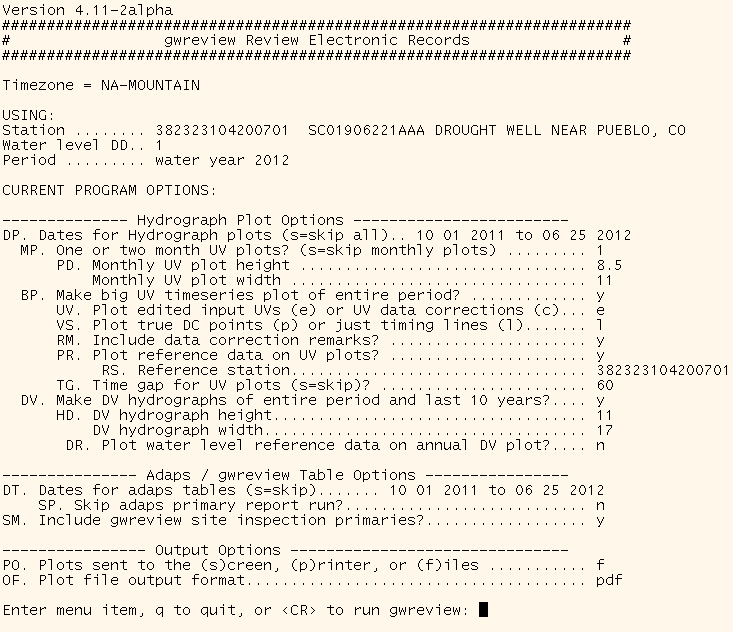 Version 4.11-2alpha
######################################################################
#                 gwreview Review Electronic Records                 #
######################################################################
Timezone = NA-MOUNTAIN
USING:
Station ........ 382323104200701  SC01906221AAA DROUGHT WELL NEAR PUEBLO, CO
Water level DD.. 1
Period ......... water year 2012
CURRENT PROGRAM OPTIONS:
-------------- Hydrograph Plot Options ------------------------
DP. Dates for Hydrograph plots (s=skip all).. 10 01 2011 to 06 25 2012
  MP. One or two month UV plots? (s=skip monthly plots) ......... 1
      PD. Monthly UV plot height ................................ 8.5
          Monthly UV plot width ................................. 11
  BP. Make big UV timeseries plot of entire period? ............. y
      UV. Plot edited input UVs (e) or UV data corrections (c)... e
      VS. Plot true DC points (p) or just timing lines (l)....... l
      RM. Include data correction remarks? ...................... y
      PR. Plot reference data on UV plots? ...................... y
           RS. Reference station................................. 382323104200701
      TG. Time gap for UV plots (s=skip)? ....................... 60
  DV. Make DV hydrographs of entire period and last 10 years?.... y
      HD. DV hydrograph height................................... 11
          DV hydrograph width.................................... 17
       DR. Plot water level reference data on annual DV plot?.... n
--------------- Adaps / gwreview Table Options ----------------
DT. Dates for adaps tables (s=skip)....... 10 01 2011 to 06 25 2012
    SP. Skip adaps primary report run?........................... n
SM. Include gwreview site inspection primaries?.................. y
---------------- Output Options -------------------------------
PO. Plots sent to the (s)creen, (p)rinter, or (f)iles ........... f
OF. Plot file output format...................................... pdf
Enter menu item, q to quit, or <CR> to run gwreview: